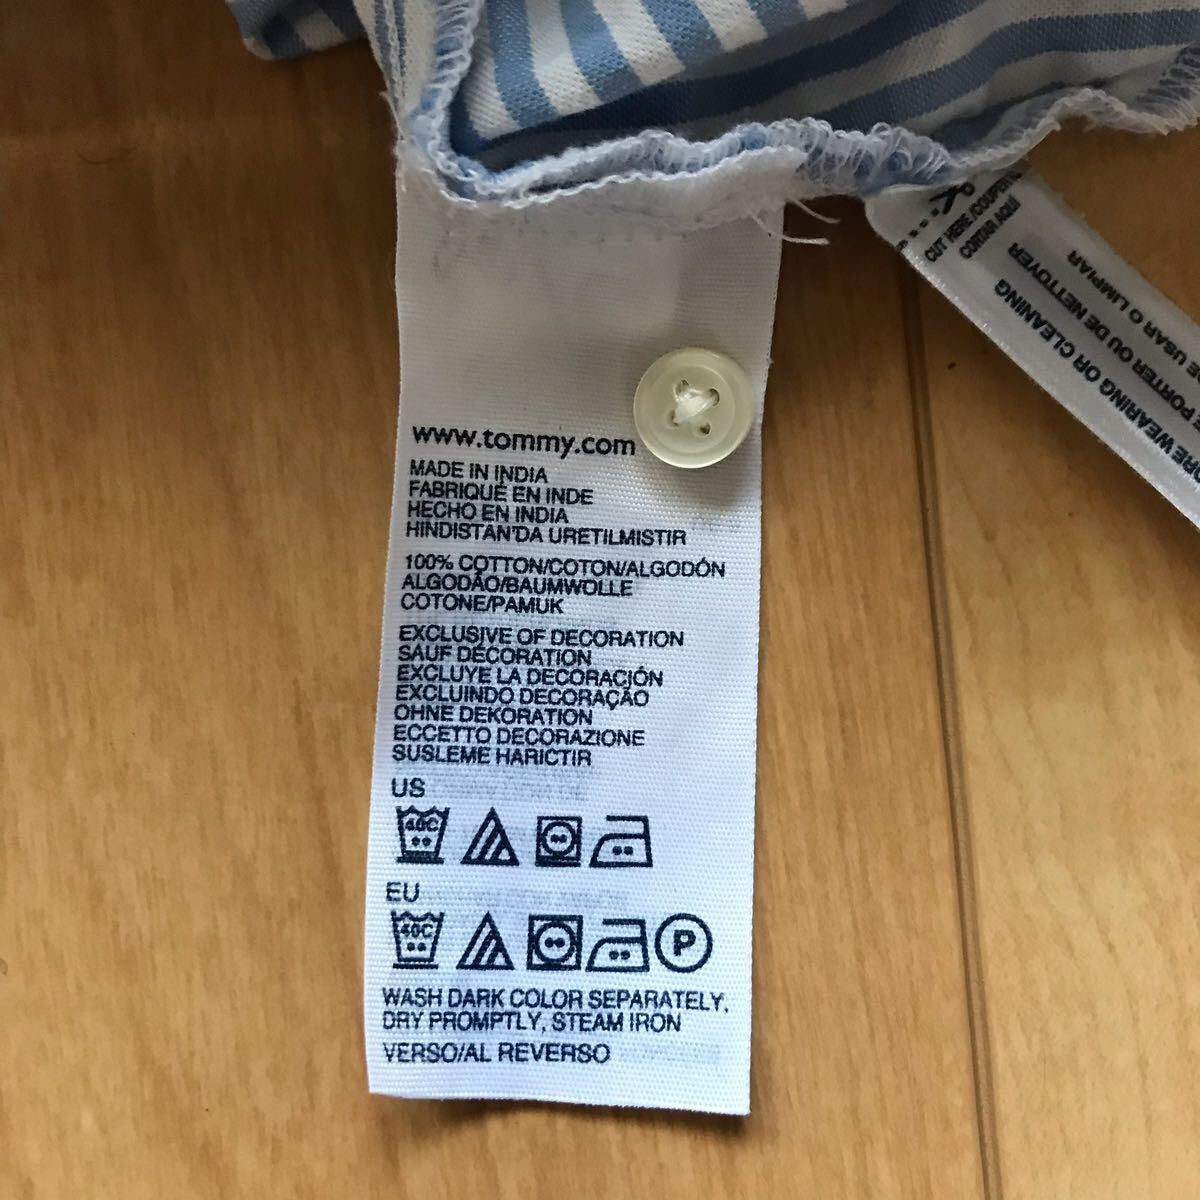 www.tommy.com
MADE IN INDIA
FABRIQUÉ EN INDE
HECHO EN INDIA
HINDISTAN'DA URETILMISTIR
100% COTTON/COTON/ALGODÓN
ALGODÃO/BAUMWOLLE
COTONE/PAMUK
EXCLUSIVE OF DECORATION
SAUF DÉCORATION
EXCLUYE LA DECORACIÓN
EXCLUINDO DECORAÇÃO
OHNE DEKORATION
ECCETTO DECORAZIONE
SUSLEME HARICTIR
US
40C
EU
40C P
WASH DARK COLOR SEPARATELY,
DRY PROMPTLY, STEAM IRON
VERSO/AL REVERSO
CUT HERE
CORTAR AQUÍ
WEARING OR CLEANING
PORTER OU DE NETTOYER
DE USAR O LIMPIAR